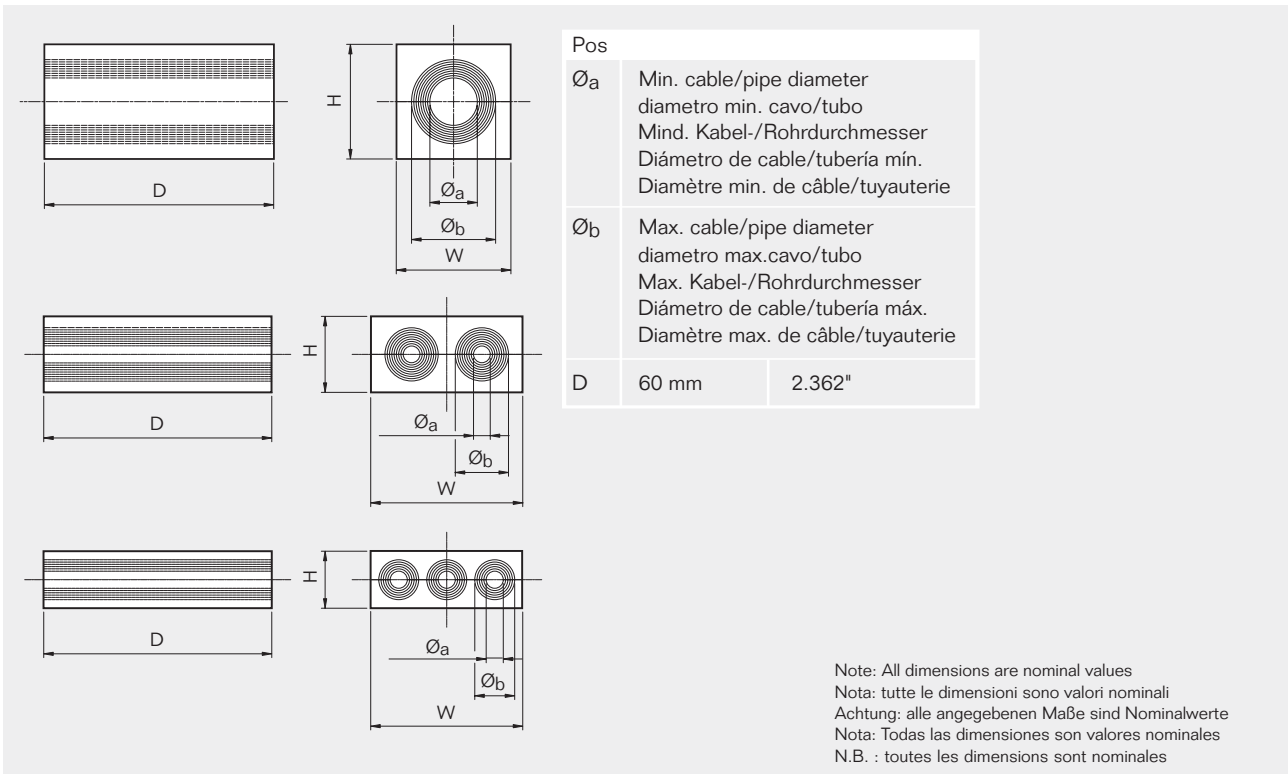 D
H
Øa
Øb
W
D
H
Øa
Øb
W
D
H
Øa
Øb
W
Pos
Øa Min. cable/pipe diameter
diametro min. cavo/tubo
Mind. Kabel-/Rohrdurchmesser
Diámetro de cable/tubería mín.
Diamètre min. de câble/tuyauterie
Øb Max. cable/pipe diameter
diametro max.cavo/tubo
Max. Kabel-/Rohrdurchmesser
Diámetro de cable/tubería máx.
Diamètre max. de câble/tuyauterie
D 60 mm 2.362"
Note: All dimensions are nominal values
Nota: tutte le dimensioni sono valori nominali
Achtung: alle angegebenen Maße sind Nominalwerte
Nota: Todas las dimensiones son valores nominales
N.B. : toutes les dimensions sont nominales